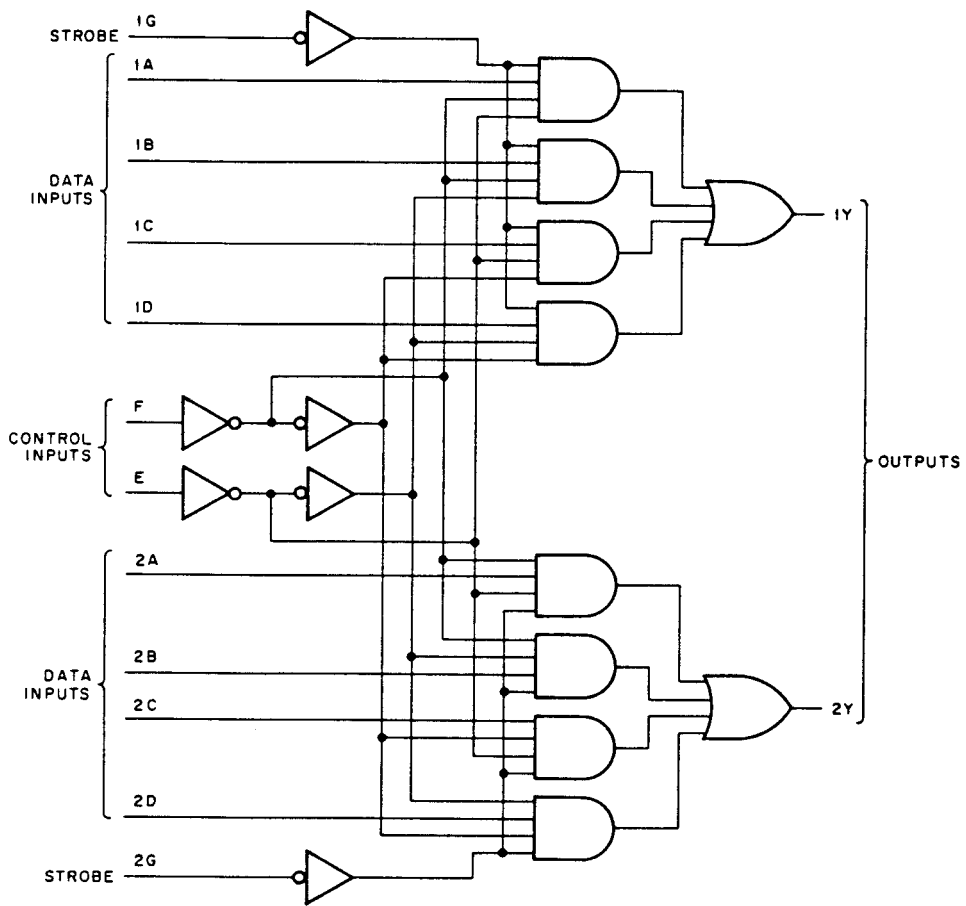 1G
STROBE
1A
1B
DATA
INPUTS
1C
1D
F
CONTROL
INPUTS
E
OUTPUTS
1Y
2A
2B
DATA
INPUTS
2C
2D
2G
STROBE
2Y